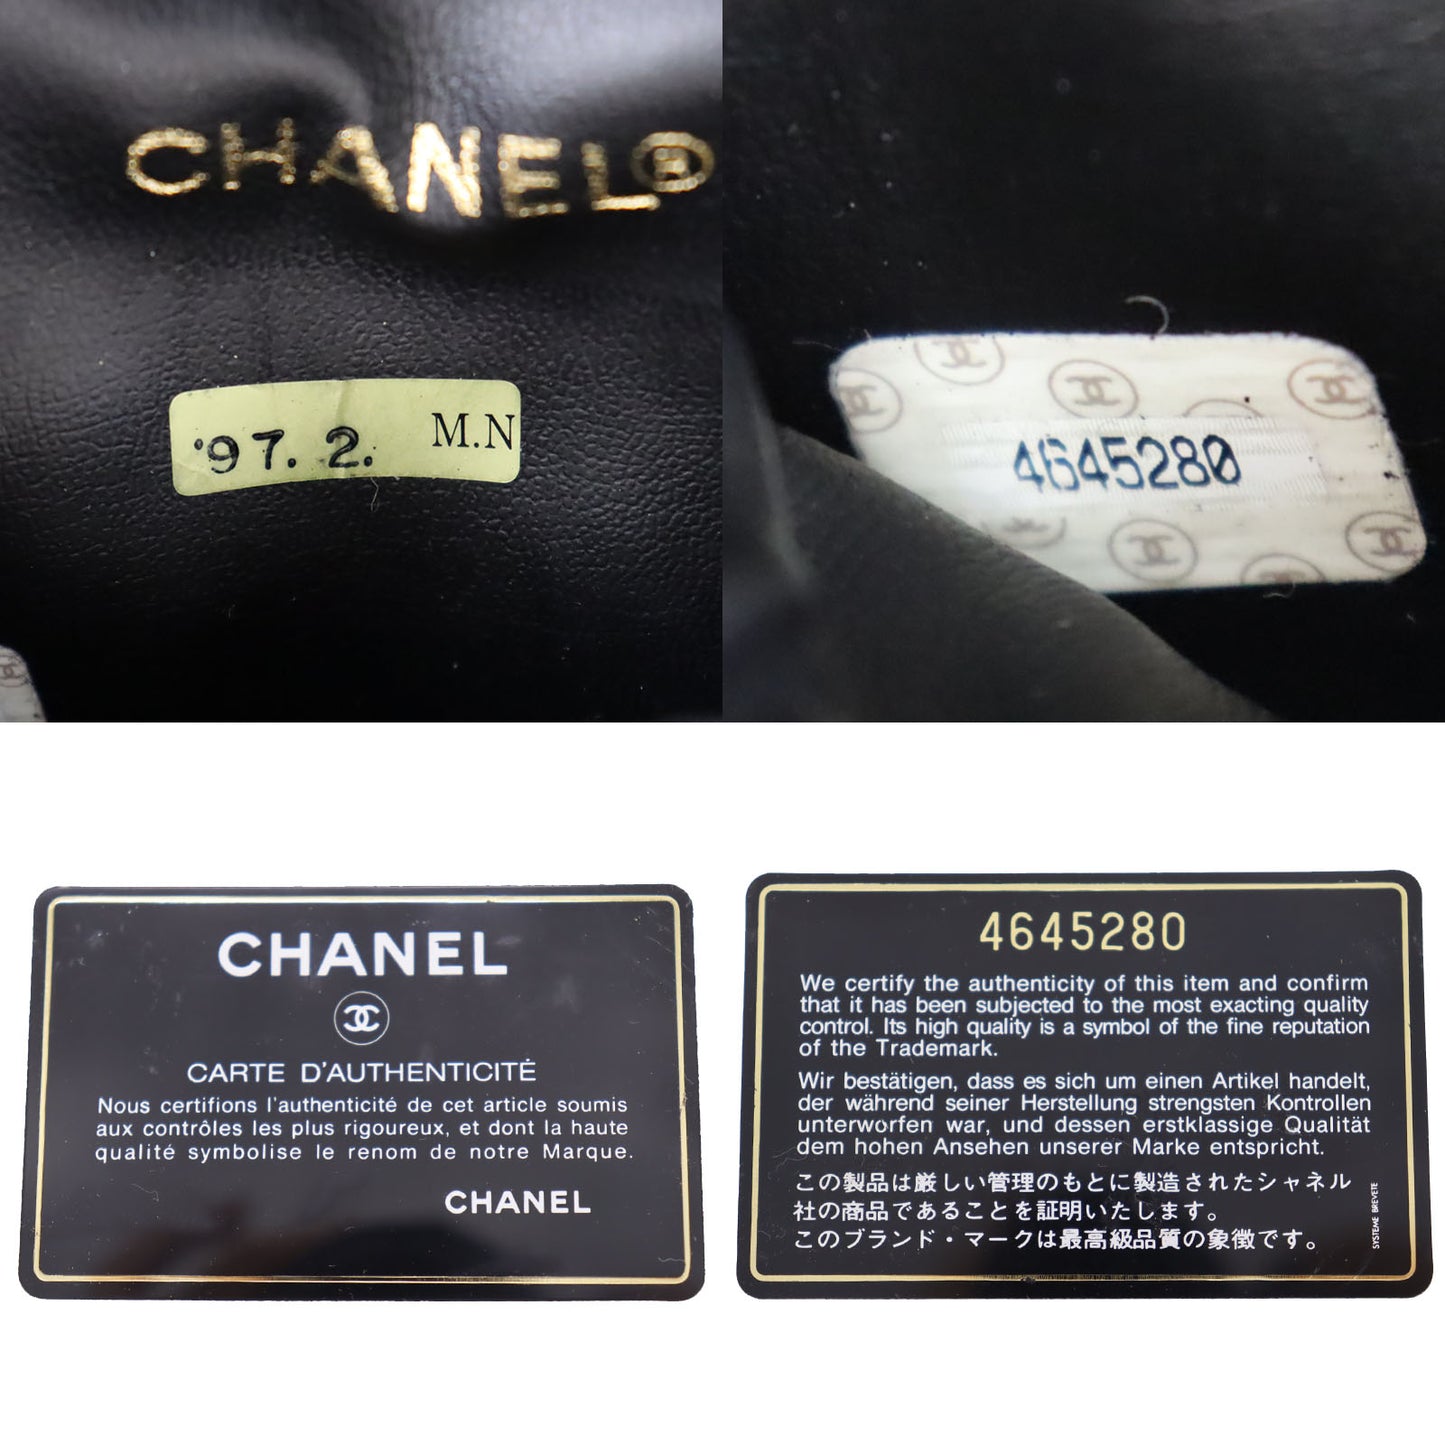 CHANEL®
'97. 2. M.N
4645280
CHANEL
CARTE D'AUTHENTICITÉ
Nous certifions l'authenticité de cet article soumis
aux contrôles les plus rigoureux, et dont la haute
qualité symbolise le renom de notre Marque.
CHANEL
4645280
We certify the authenticity of this item and confirm
that it has been subjected to the most exacting quality
control. Its high quality is a symbol of the fine reputation
of the Trademark.
Wir bestätigen, dass es sich um einen Artikel handelt,
der während seiner Herstellung strengsten Kontrollen
unterworfen war, und dessen erstklassige Qualität
dem hohen Ansehen unserer Marke entspricht.
この製品は厳しい管理のもとに製造されたシャネル
社の商品であることを証明いたします。
このブランド・マークは最高級品質の象徴です。
SYSTEME BREVETE